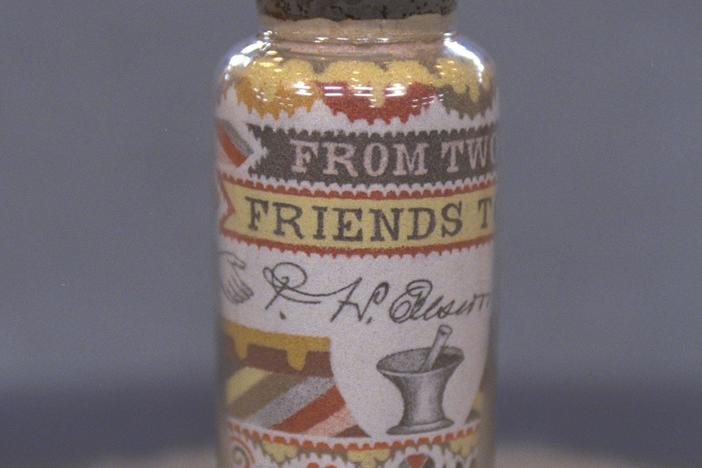 FROM TWO
FRIENDS TO
P. W.